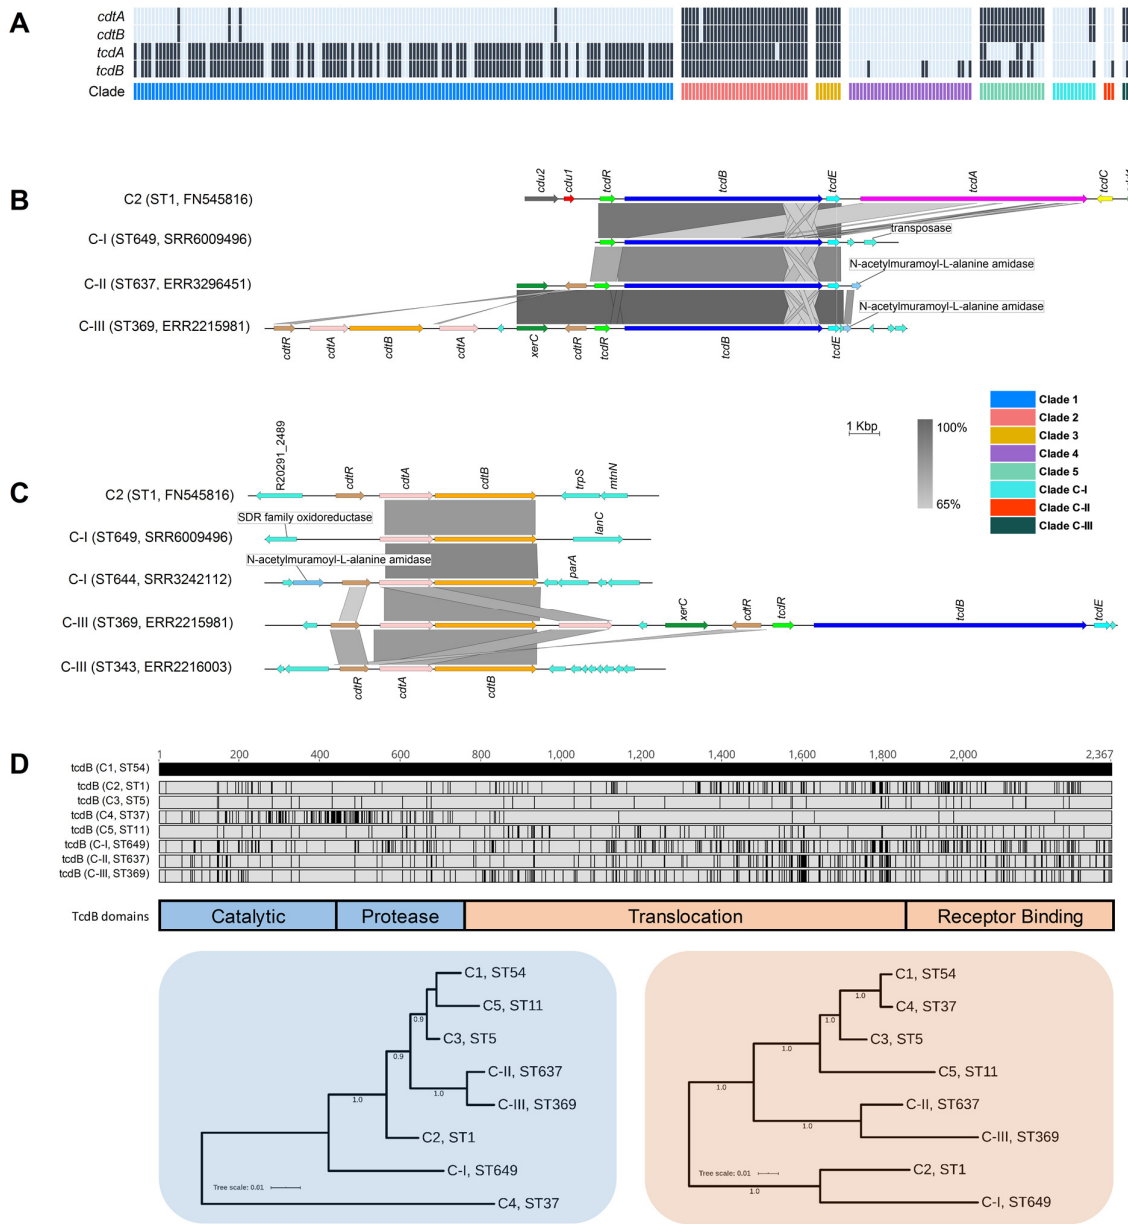 A
cdtA
cdtB
tcdA
tcdB
Clade
B
cdu2
cdu1
tcdR
tcdB
tcdE
tcdA
tcdC
C2 (ST1, FN545816)
C-I (ST649, SRR6009496)
transposase
C-II (ST637, ERR3296451)
N-acetylmuramoyl-L-alanine amidase
C-III (ST369, ERR2215981)
N-acetylmuramoyl-L-alanine amidase
cdtR
cdtA
cdtB
cdtA
xerC
cdtR
tcdR
tcdB
tcdE
1 Kbp
100%
65%
Clade 1
Clade 2
Clade 3
Clade 4
Clade 5
Clade C-I
Clade C-II
Clade C-III
C
R20291_2489
cdtR
cdtA
cdtB
trpS
mtnN
C2 (ST1, FN545816)
SDR family oxidoreductase
lanC
C-I (ST649, SRR6009496)
N-acetylmuramoyl-L-alanine amidase
parA
C-I (ST644, SRR3242112)
xerC
cdtR
tcdR
tcdB
tcdE
C-III (ST369, ERR2215981)
C-III (ST343, ERR2216003)
cdtR
cdtA
cdtB
D
1 200 400 600 800 1,000 1,200 1,400 1,600 1,800 2,000 2,367
tcdB (C1, ST54)
tcdB (C2, ST1)
tcdB (C3, ST5)
tcdB (C4, ST37)
tcdB (C5, ST11)
tcdB (C-I, ST649)
tcdB (C-II, ST637)
tcdB (C-III, ST369)
TcdB domains
Catalytic
Protease
Translocation
Receptor Binding
C1, ST54
C5, ST11
0.9
C3, ST5
0.9
C-II, ST637
1.0
C-III, ST369
1.0
C2, ST1
C-I, ST649
Tree scale: 0.01
C4, ST37
C1, ST54
1.0
C4, ST37
1.0
C3, ST5
1.0
C5, ST11
1.0
C-II, ST637
1.0
C-III, ST369
C2, ST1
Tree scale: 0.01
1.0
C-I, ST649